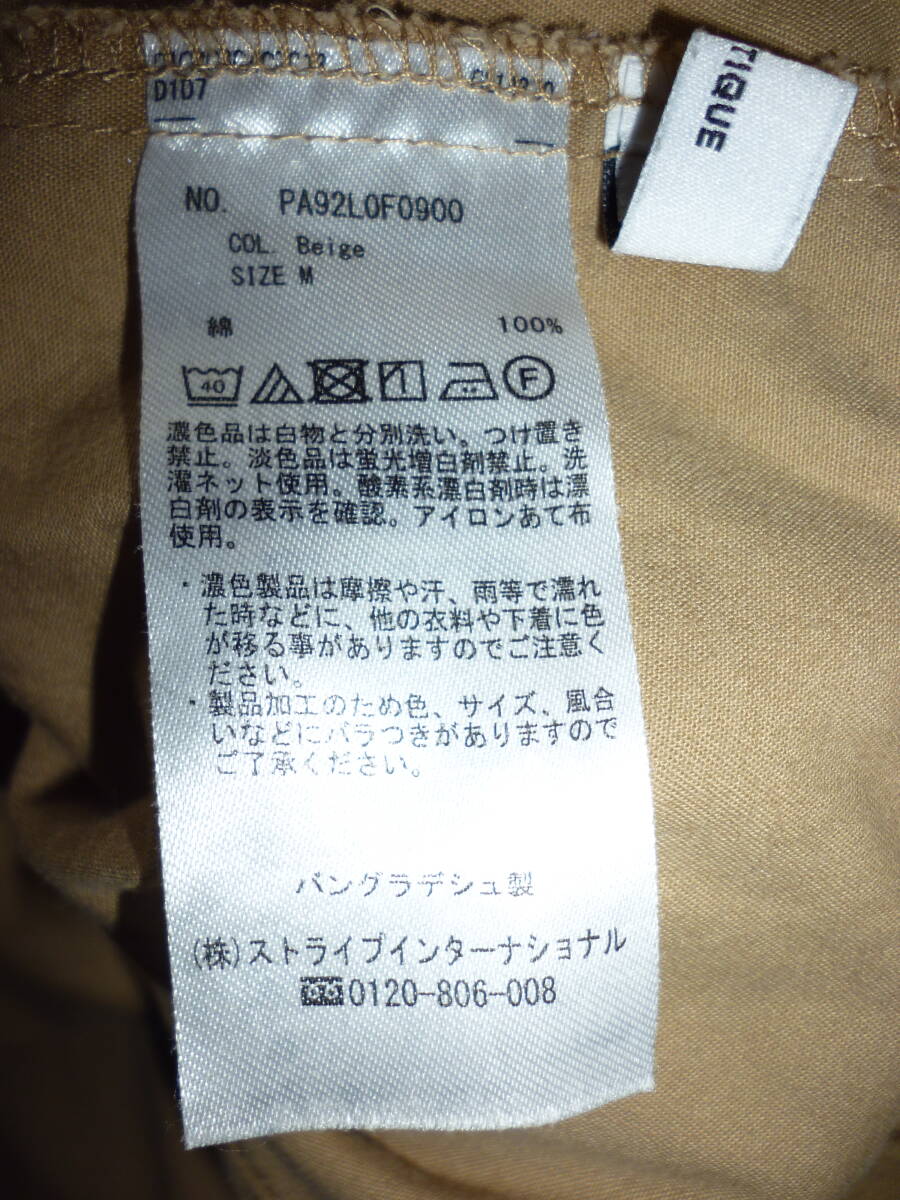 D1D7
TIQUE
NO. PA92L0F0900
COL. Beige
SIZE M
綿 100%
40 F
濃色品は白物と分別洗い。つけ置き
禁止。淡色品は蛍光増白剤禁止。洗
濯ネット使用。酸素系漂白剤時は漂
白剤の表示を確認。アイロンあて布
使用。
・濃色製品は摩擦や汗、雨等で濡れ
た時などに、他の衣料や下着に色
が移る事がありますのでご注意く
ださい。
・製品加工のため色、サイズ、風合
いなどにバラつきがありますので
ご了承ください。
バングラデシュ製
(株)ストライプインターナショナル
0120-806-008